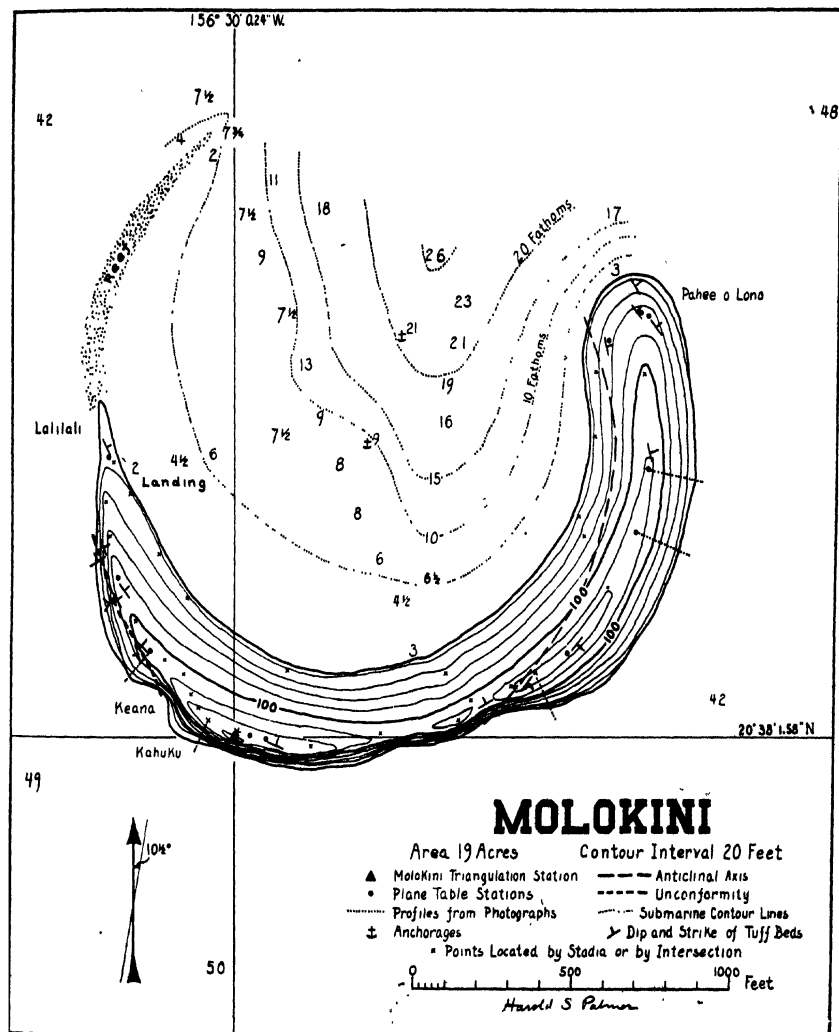 156° 30' 0.24" W.
7½
42
48
4
7¾
2
11
7½
18
17
20 Fathoms
9
26
3
Reef
23
Pahee o Lono
7½
21
21
13
19
10 Fathoms
9
16
Lalilali
7½
9
6
4½
2
8
15
Landing
8
10
6
6½
4½
100
3
100
100
Keana
42
20° 38' 1.58" N
Kahuku
49
MOLOKINI
10½°
Area 19 Acres
Contour Interval 20 Feet
Molokini Triangulation Station
Anticlinal Axis
Plane Table Stations
Unconformity
Profiles from Photographs
Submarine Contour Lines
Anchorages
Dip and Strike of Tuff Beds
Points Located by Stadia or by Intersection
50
0 500 1000
Feet
Harold S Palmer